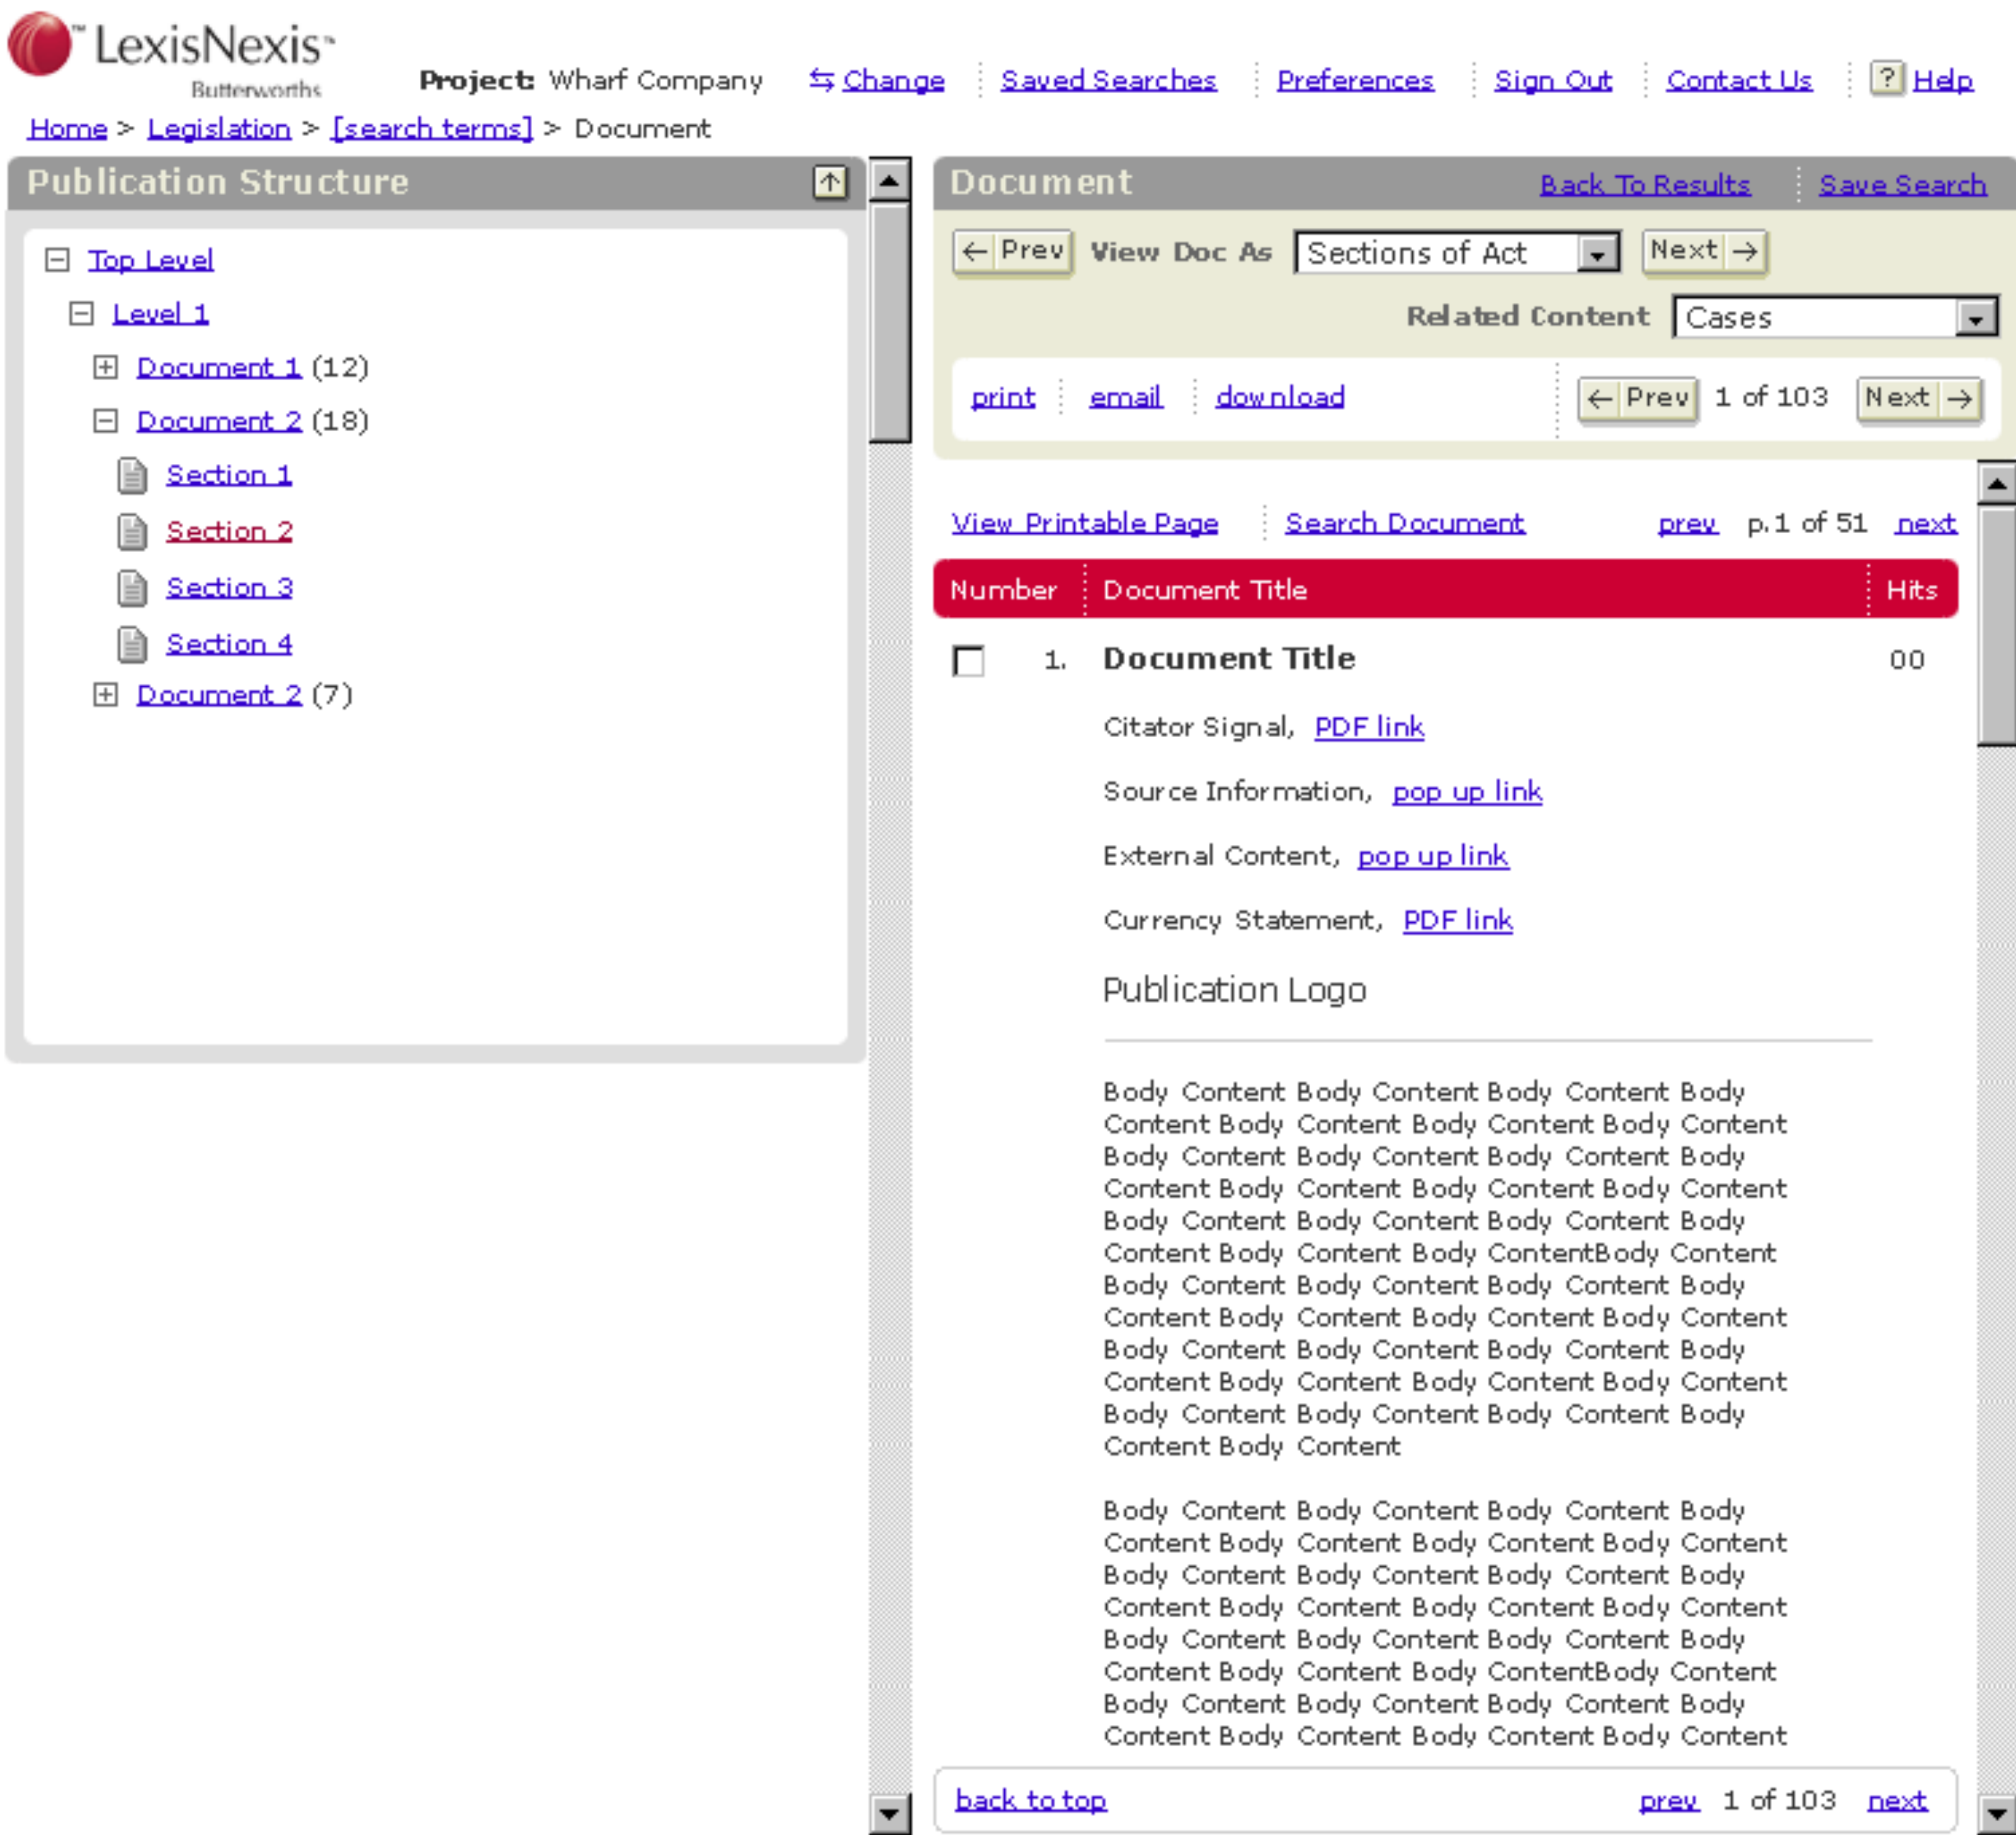 LexisNexis™
Butterworths
Project: Wharf Company
Change
Saved Searches
Preferences
Sign Out
Contact Us
? Help
Home > Legislation > [search terms] > Document
Publication Structure
Top Level
Level 1
Document 1 (12)
Document 2 (18)
Section 1
Section 2
Section 3
Section 4
Document 2 (7)
Document
Back To Results
Save Search
← Prev View Doc As Sections of Act Next →
Related Content Cases
print email download
← Prev 1 of 103 Next →
View Printable Page Search Document prev p.1 of 51 next
Number Document Title Hits
1. Document Title 00
Citator Signal, PDF link
Source Information, pop up link
External Content, pop up link
Currency Statement, PDF link
Publication Logo
Body Content Body Content Body Content Body
Content Body Content Body Content Body Content
Body Content Body Content Body Content Body
Content Body Content Body Content Body Content
Body Content Body Content Body Content Body
Content Body Content Body ContentBody Content
Body Content Body Content Body Content Body
Content Body Content Body Content Body Content
Body Content Body Content Body Content Body
Content Body Content Body Content Body Content
Body Content Body Content Body Content Body
Content Body Content
Body Content Body Content Body Content Body
Content Body Content Body Content Body Content
Body Content Body Content Body Content Body
Content Body Content Body Content Body Content
Body Content Body Content Body Content Body
Content Body Content Body ContentBody Content
Body Content Body Content Body Content Body
Content Body Content Body Content Body Content
back to top prev 1 of 103 next